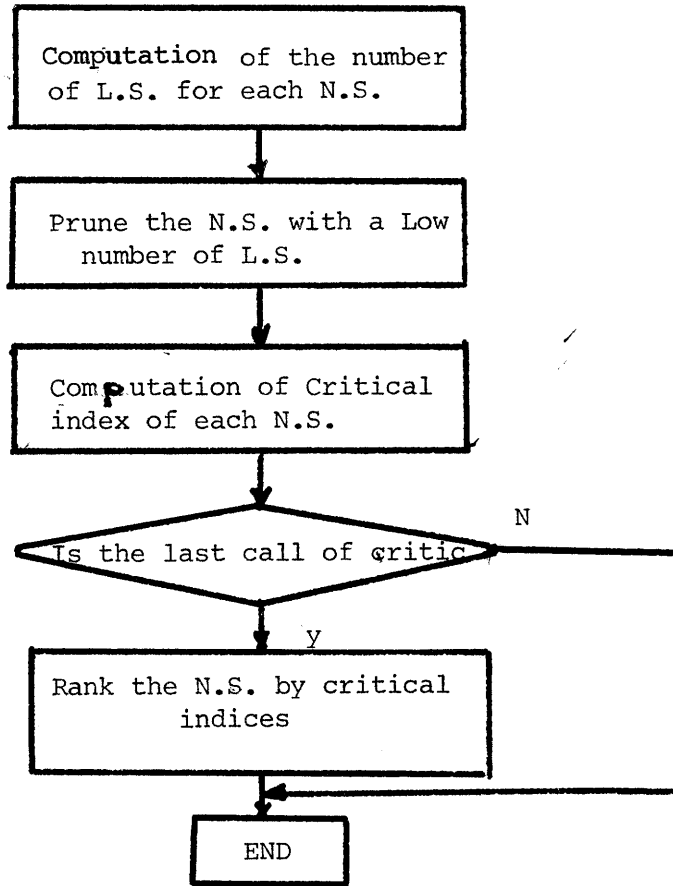 Computation of the number
of L.S. for each N.S.
Prune the N.S. with a Low
number of L.S.
Computation of Critical
index of each N.S.
N
Is the last call of critic
y
Rank the N.S. by critical
indices
END